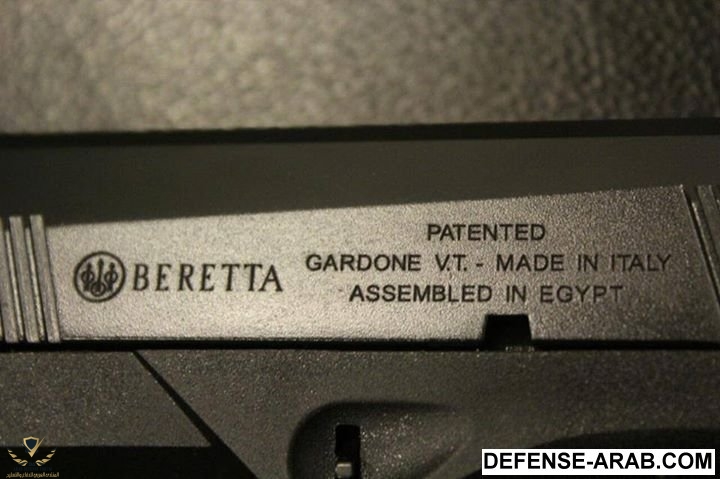 PATENTED
BERETTA GARDONE V.T. - MADE IN ITALY
ASSEMBLED IN EGYPT
DEFENSE-ARAB.COM